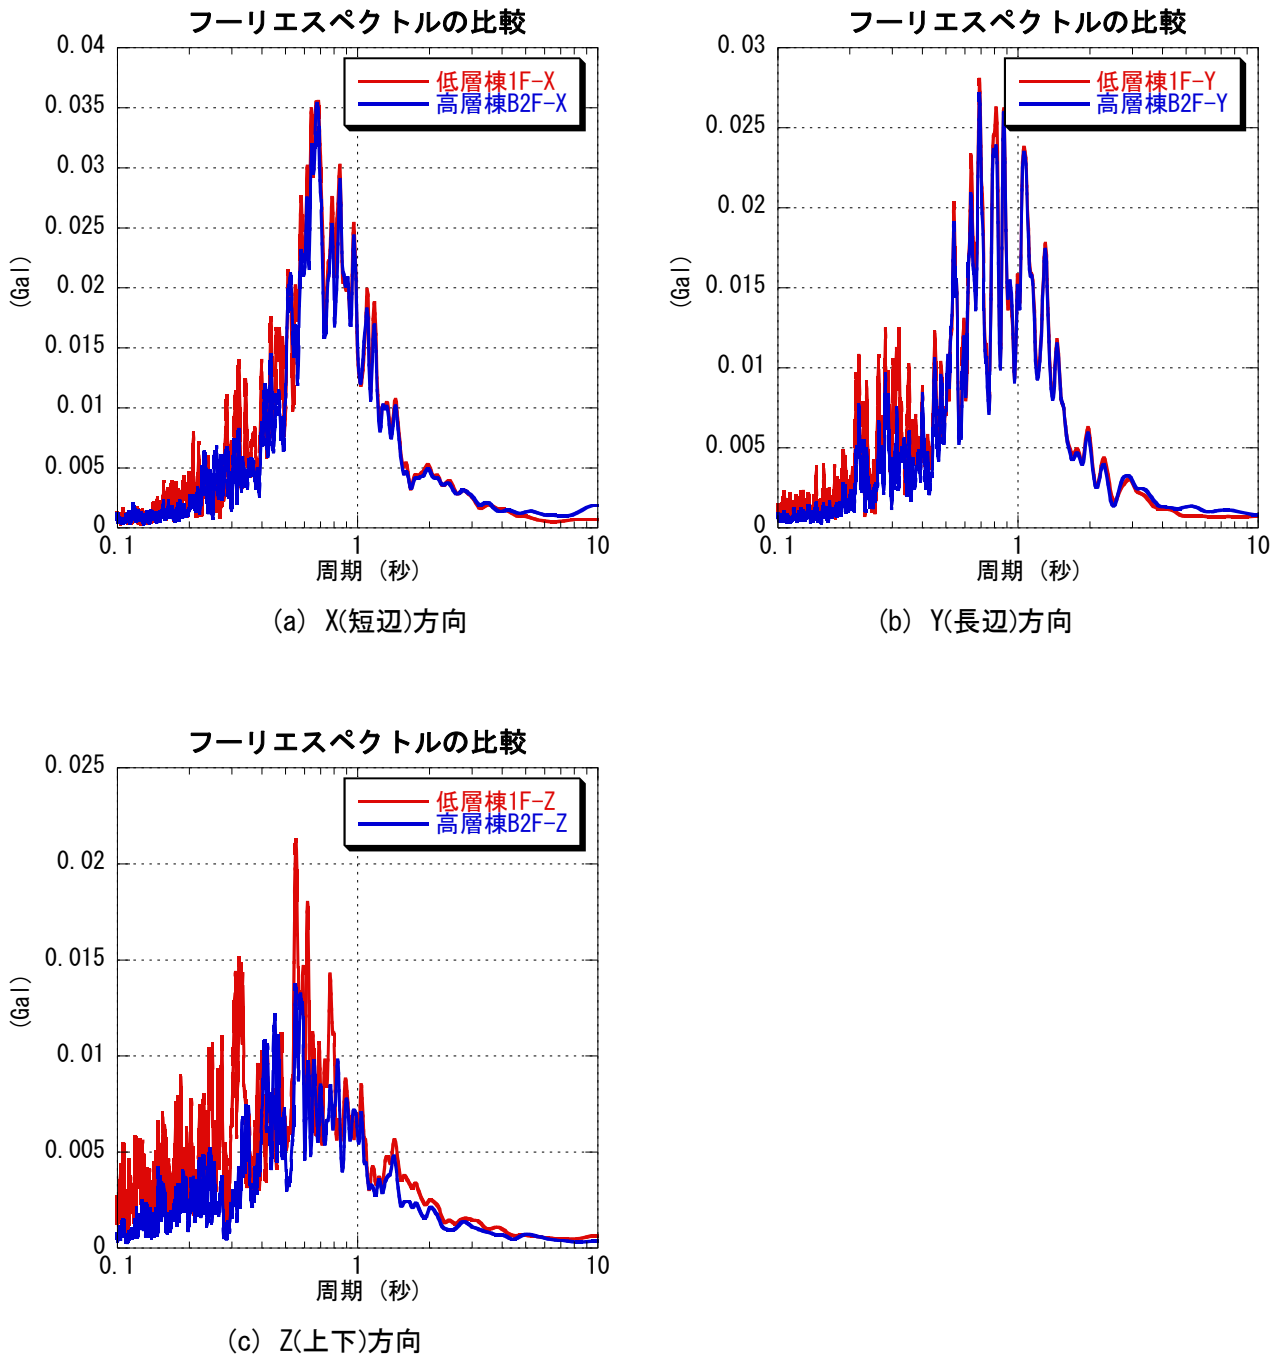 フーリエスペクトルの比較
0.04
0.035
0.03
0.025
0.02
0.015
0.01
0.005
0
(Gal)
低層棟1F-X
高層棟B2F-X
0.1
1
10
周期 (秒)
(a) X(短辺)方向
フーリエスペクトルの比較
0.03
0.025
0.02
0.015
0.01
0.005
0
(Gal)
低層棟1F-Y
高層棟B2F-Y
0.1
1
10
周期 (秒)
(b) Y(長辺)方向
フーリエスペクトルの比較
0.025
0.02
0.015
0.01
0.005
0
(Gal)
低層棟1F-Z
高層棟B2F-Z
0.1
1
10
周期 (秒)
(c) Z(上下)方向